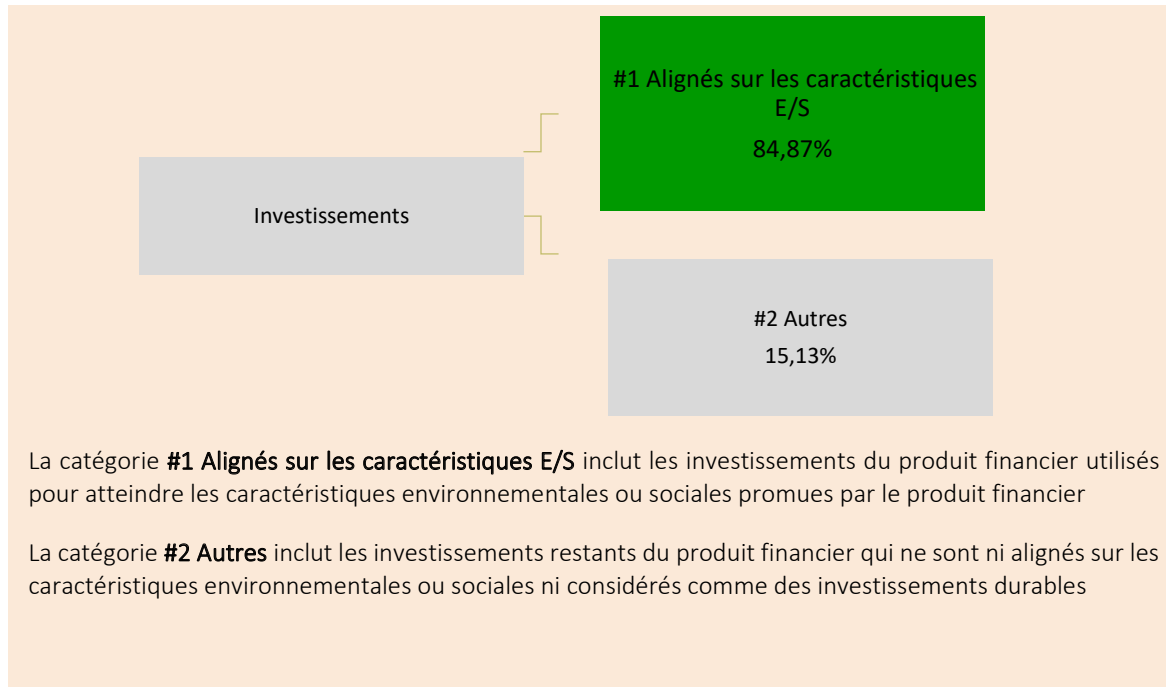 #1 Alignés sur les caractéristiques
E/S
84,87%
Investissements
#2 Autres
15,13%
La catégorie #1 Alignés sur les caractéristiques E/S inclut les investissements du produit financier utilisés
pour atteindre les caractéristiques environnementales ou sociales promues par le produit financier
La catégorie #2 Autres inclut les investissements restants du produit financier qui ne sont ni alignés sur les
caractéristiques environnementales ou sociales ni considérés comme des investissements durables